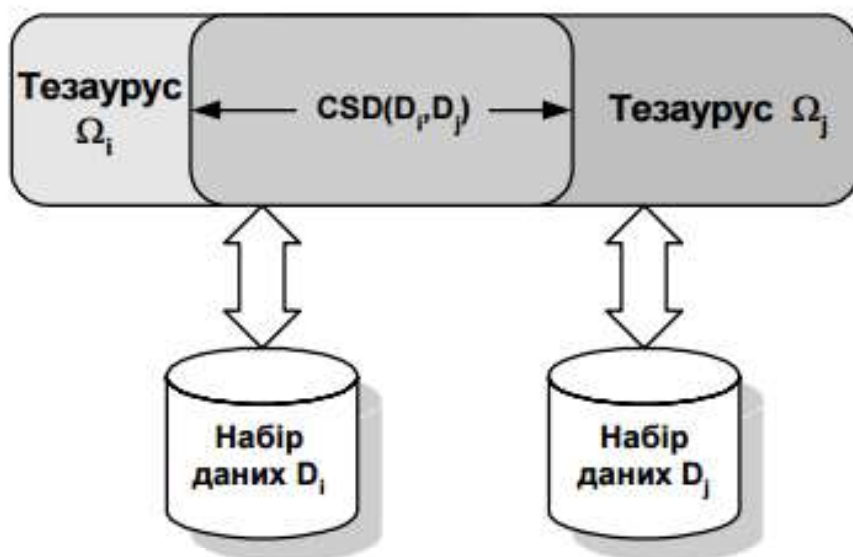 Тезаурус
Ωᵢ
CSD(Dᵢ,Dⱼ)
Тезаурус Ωⱼ
Набір
даних Dᵢ
Набір
даних Dⱼ